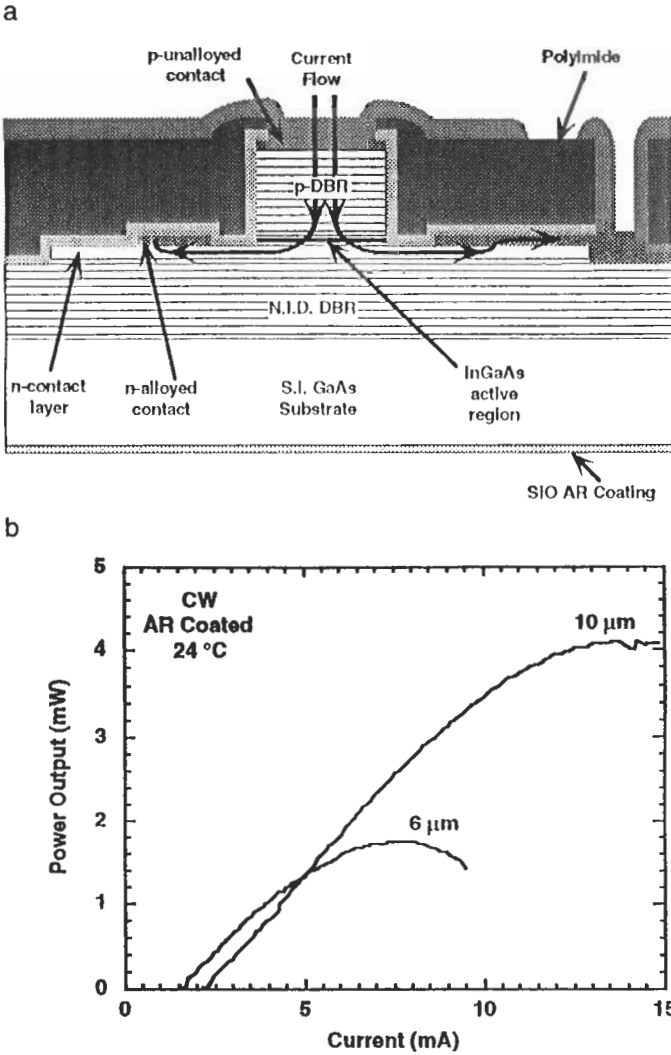 a
p-unalloyed
contact
Current
Flow
Polyimide
p-DBR
N.I.D. DBR
n-contact
layer
n-alloyed
contact
S.I. GaAs
Substrate
InGaAs
active
region
SiO AR Coating
b
5
4
3
2
1
0
Power Output (mW)
CW
AR Coated
24 °C
10 μm
6 μm
0
5
10
15
Current (mA)